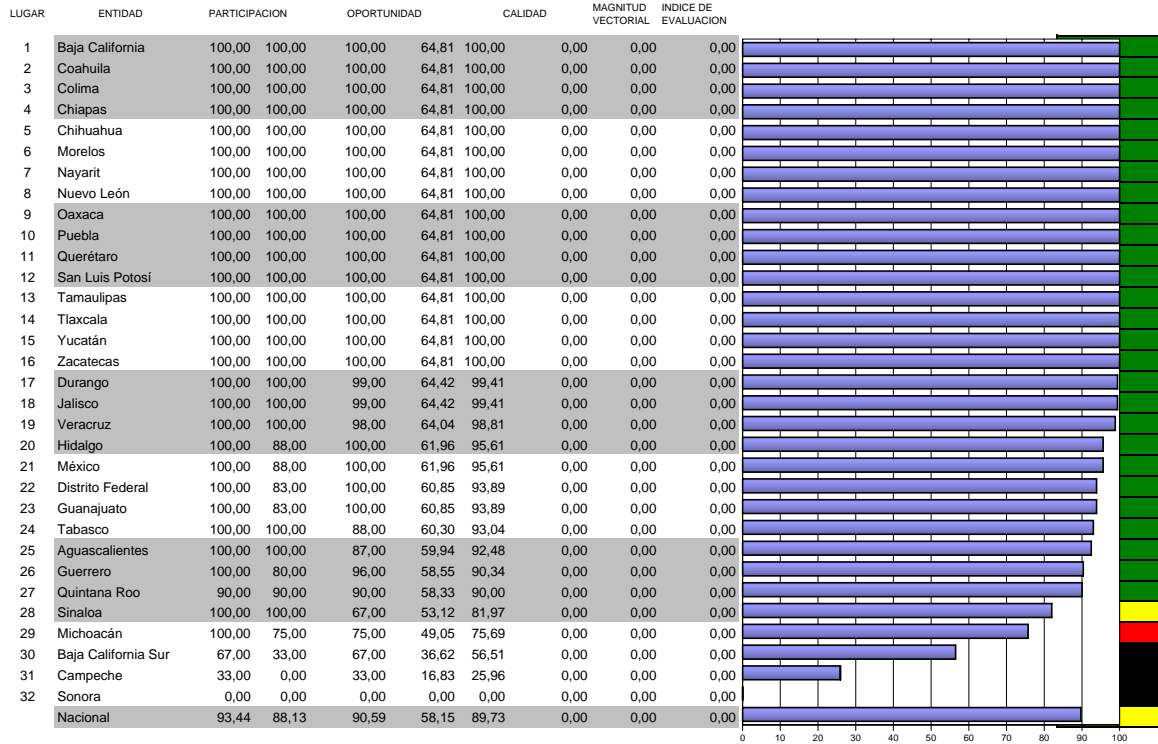 LUGAR ENTIDAD PARTICIPACION OPORTUNIDAD CALIDAD MAGNITUD VECTORIAL INDICE DE EVALUACION
1 Baja California 100,00 100,00 100,00 64,81 100,00 0,00 0,00 0,00
2 Coahuila 100,00 100,00 100,00 64,81 100,00 0,00 0,00 0,00
3 Colima 100,00 100,00 100,00 64,81 100,00 0,00 0,00 0,00
4 Chiapas 100,00 100,00 100,00 64,81 100,00 0,00 0,00 0,00
5 Chihuahua 100,00 100,00 100,00 64,81 100,00 0,00 0,00 0,00
6 Morelos 100,00 100,00 100,00 64,81 100,00 0,00 0,00 0,00
7 Nayarit 100,00 100,00 100,00 64,81 100,00 0,00 0,00 0,00
8 Nuevo León 100,00 100,00 100,00 64,81 100,00 0,00 0,00 0,00
9 Oaxaca 100,00 100,00 100,00 64,81 100,00 0,00 0,00 0,00
10 Puebla 100,00 100,00 100,00 64,81 100,00 0,00 0,00 0,00
11 Querétaro 100,00 100,00 100,00 64,81 100,00 0,00 0,00 0,00
12 San Luis Potosí 100,00 100,00 100,00 64,81 100,00 0,00 0,00 0,00
13 Tamaulipas 100,00 100,00 100,00 64,81 100,00 0,00 0,00 0,00
14 Tlaxcala 100,00 100,00 100,00 64,81 100,00 0,00 0,00 0,00
15 Yucatán 100,00 100,00 100,00 64,81 100,00 0,00 0,00 0,00
16 Zacatecas 100,00 100,00 100,00 64,81 100,00 0,00 0,00 0,00
17 Durango 100,00 100,00 99,00 64,42 99,41 0,00 0,00 0,00
18 Jalisco 100,00 100,00 99,00 64,42 99,41 0,00 0,00 0,00
19 Veracruz 100,00 100,00 98,00 64,04 98,81 0,00 0,00 0,00
20 Hidalgo 100,00 88,00 100,00 61,96 95,61 0,00 0,00 0,00
21 México 100,00 88,00 100,00 61,96 95,61 0,00 0,00 0,00
22 Distrito Federal 100,00 83,00 100,00 60,85 93,89 0,00 0,00 0,00
23 Guanajuato 100,00 83,00 100,00 60,85 93,89 0,00 0,00 0,00
24 Tabasco 100,00 100,00 88,00 60,30 93,04 0,00 0,00 0,00
25 Aguascalientes 100,00 100,00 87,00 59,94 92,48 0,00 0,00 0,00
26 Guerrero 100,00 80,00 96,00 58,55 90,34 0,00 0,00 0,00
27 Quintana Roo 90,00 90,00 90,00 58,33 90,00 0,00 0,00 0,00
28 Sinaloa 100,00 100,00 67,00 53,12 81,97 0,00 0,00 0,00
29 Michoacán 100,00 75,00 75,00 49,05 75,69 0,00 0,00 0,00
30 Baja California Sur 67,00 33,00 67,00 36,62 56,51 0,00 0,00 0,00
31 Campeche 33,00 0,00 33,00 16,83 25,96 0,00 0,00 0,00
32 Sonora 0,00 0,00 0,00 0,00 0,00 0,00 0,00 0,00
Nacional 93,44 88,13 90,59 58,15 89,73 0,00 0,00 0,00
0 10 20 30 40 50 60 70 80 90 100